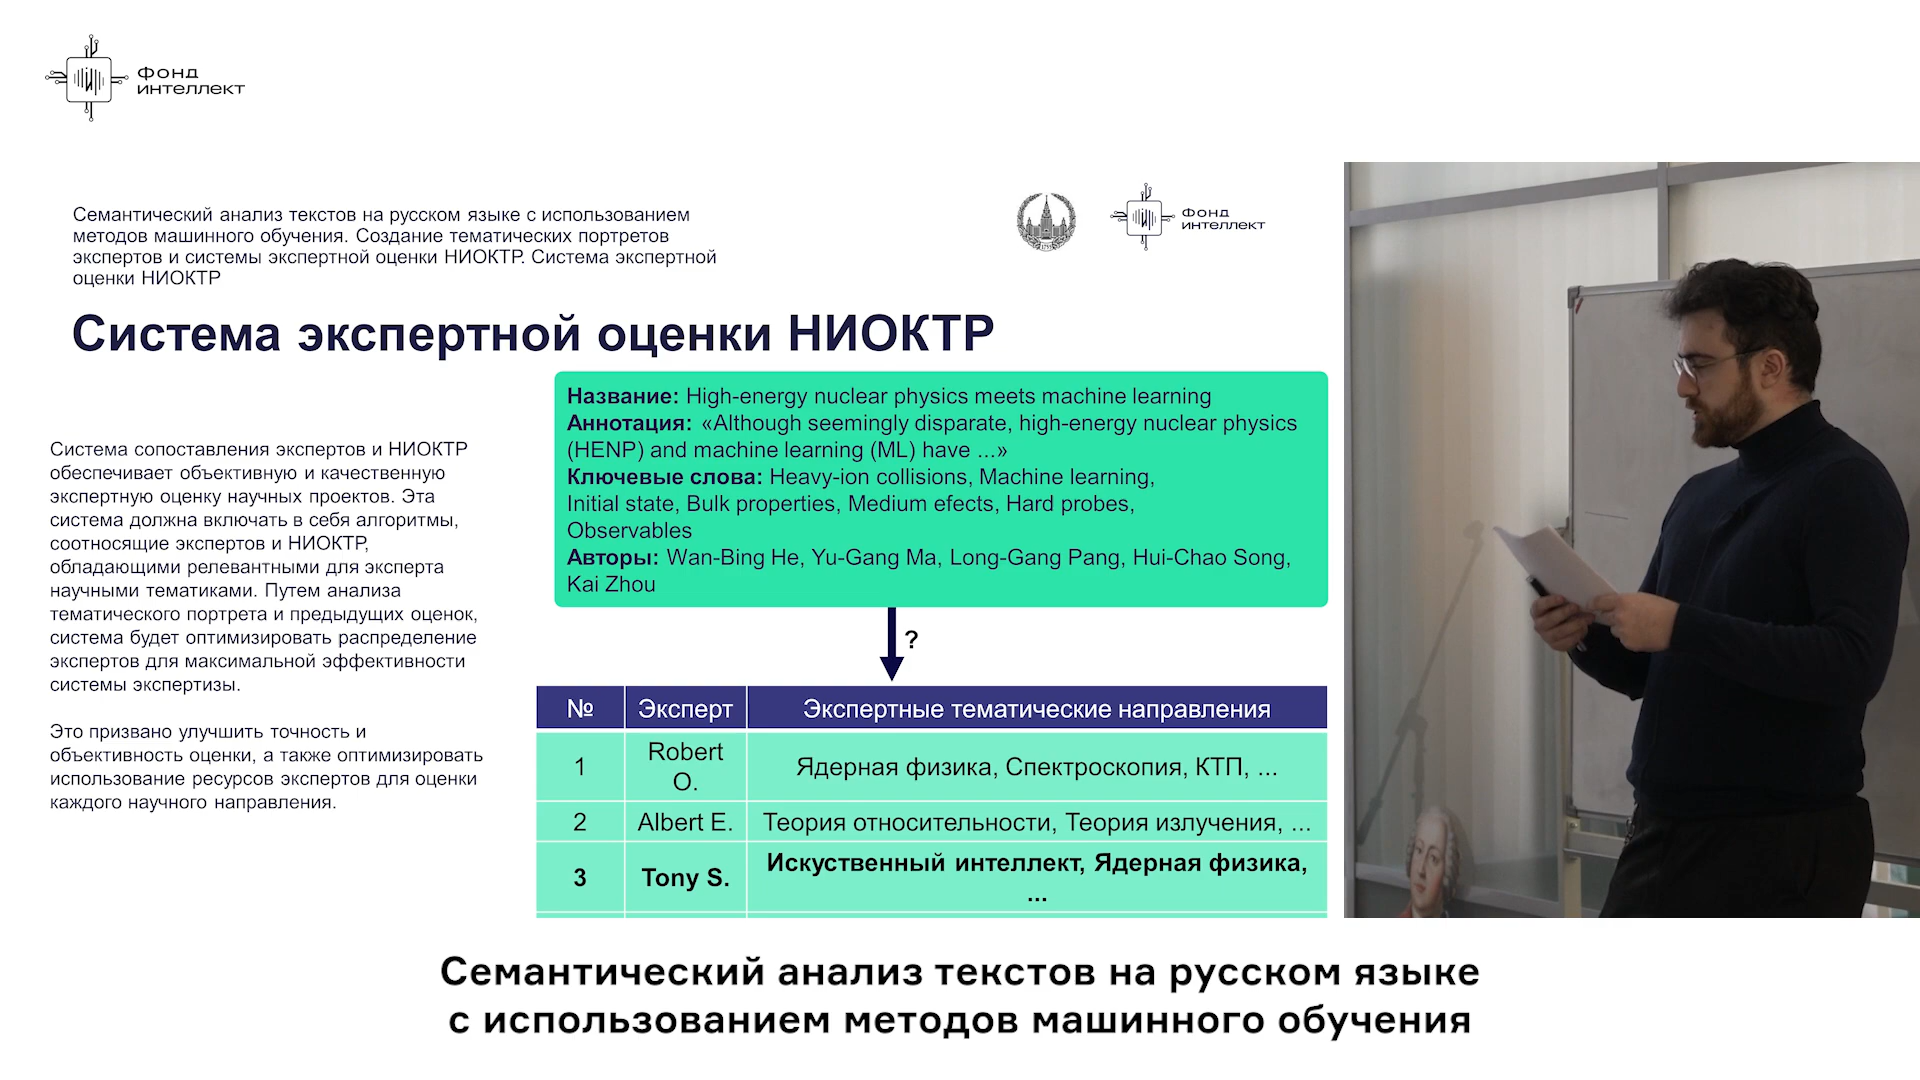 Фонд
интеллект
Семантический анализ текстов на русском языке с использованием
методов машинного обучения. Создание тематических портретов
экспертов и системы экспертной оценки НИОКТР. Система экспертной
оценки НИОКТР
Фонд
интеллект
Система экспертной оценки НИОКТР
Система сопоставления экспертов и НИОКТР
обеспечивает объективную и качественную
экспертную оценку научных проектов. Эта
система должна включать в себя алгоритмы,
соотносящие экспертов и НИОКТР,
обладающими релевантными для эксперта
научными тематиками. Путем анализа
тематического портрета и предыдущих оценок,
система будет оптимизировать распределение
экспертов для максимальной эффективности
системы экспертизы.
Это призвано улучшить точность и
объективность оценки, а также оптимизировать
использование ресурсов экспертов для оценки
каждого научного направления.
Название: High-energy nuclear physics meets machine learning
Аннотация: «Although seemingly disparate, high-energy nuclear physics
(HENP) and machine learning (ML) have ...»
Ключевые слова: Heavy-ion collisions, Machine learning,
Initial state, Bulk properties, Medium efects, Hard probes,
Observables
Авторы: Wan-Bing He, Yu-Gang Ma, Long-Gang Pang, Hui-Chao Song,
Kai Zhou
?
№ Эксперт Экспертные тематические направления
1 Robert O. Ядерная физика, Спектроскопия, КТП, ...
2 Albert E. Теория относительности, Теория излучения, ...
3 Tony S. Искуственный интеллект, Ядерная физика,
...
Семантический анализ текстов на русском языке
с использованием методов машинного обучения